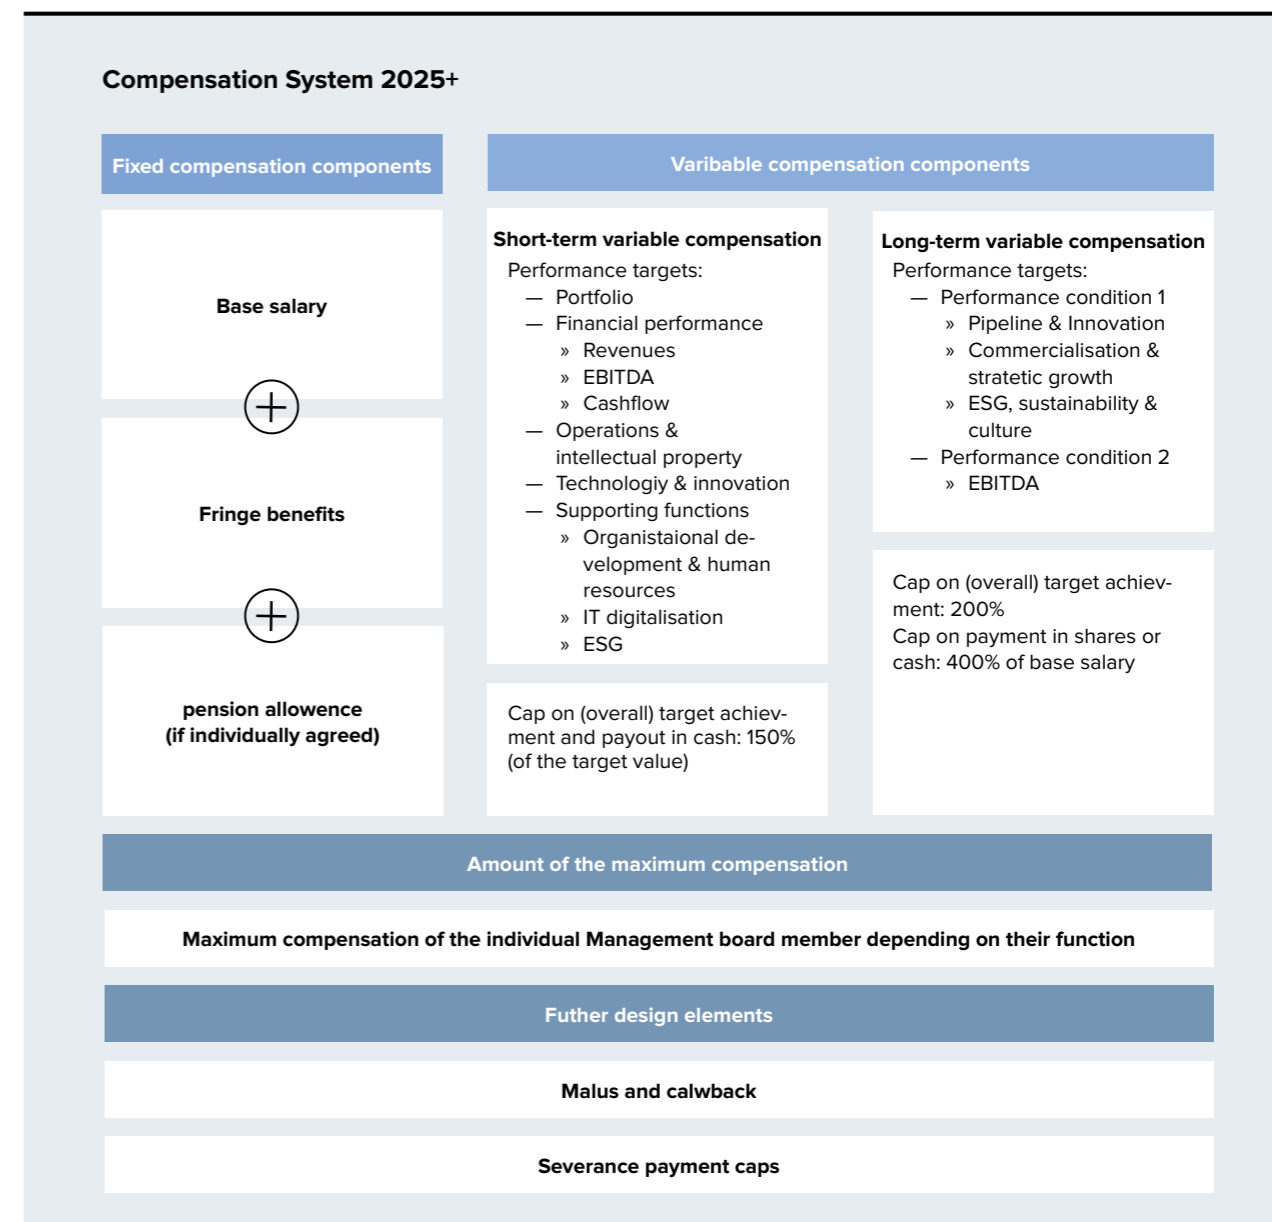 Compensation System 2025+
Fixed compensation components
Base salary
Fringe benefits
pension allowence
(if individually agreed)
Varibable compensation components
Short-term variable compensation
Performance targets:
— Portfolio
— Financial performance
» Revenues
» EBITDA
» Cashflow
— Operations &
intellectual property
— Technologiy & innovation
— Supporting functions
» Organistaional de-
velopment & human
resources
» IT digitalisation
» ESG
Cap on (overall) target achiev-
ment and payout in cash: 150%
(of the target value)
Long-term variable compensation
Performance targets:
— Performance condition 1
» Pipeline & Innovation
» Commercialisation &
stratetic growth
» ESG, sustainability &
culture
— Performance condition 2
» EBITDA
Cap on (overall) target achiev-
ment: 200%
Cap on payment in shares or
cash: 400% of base salary
Amount of the maximum compensation
Maximum compensation of the individual Management board member depending on their function
Futher design elements
Malus and calwback
Severance payment caps